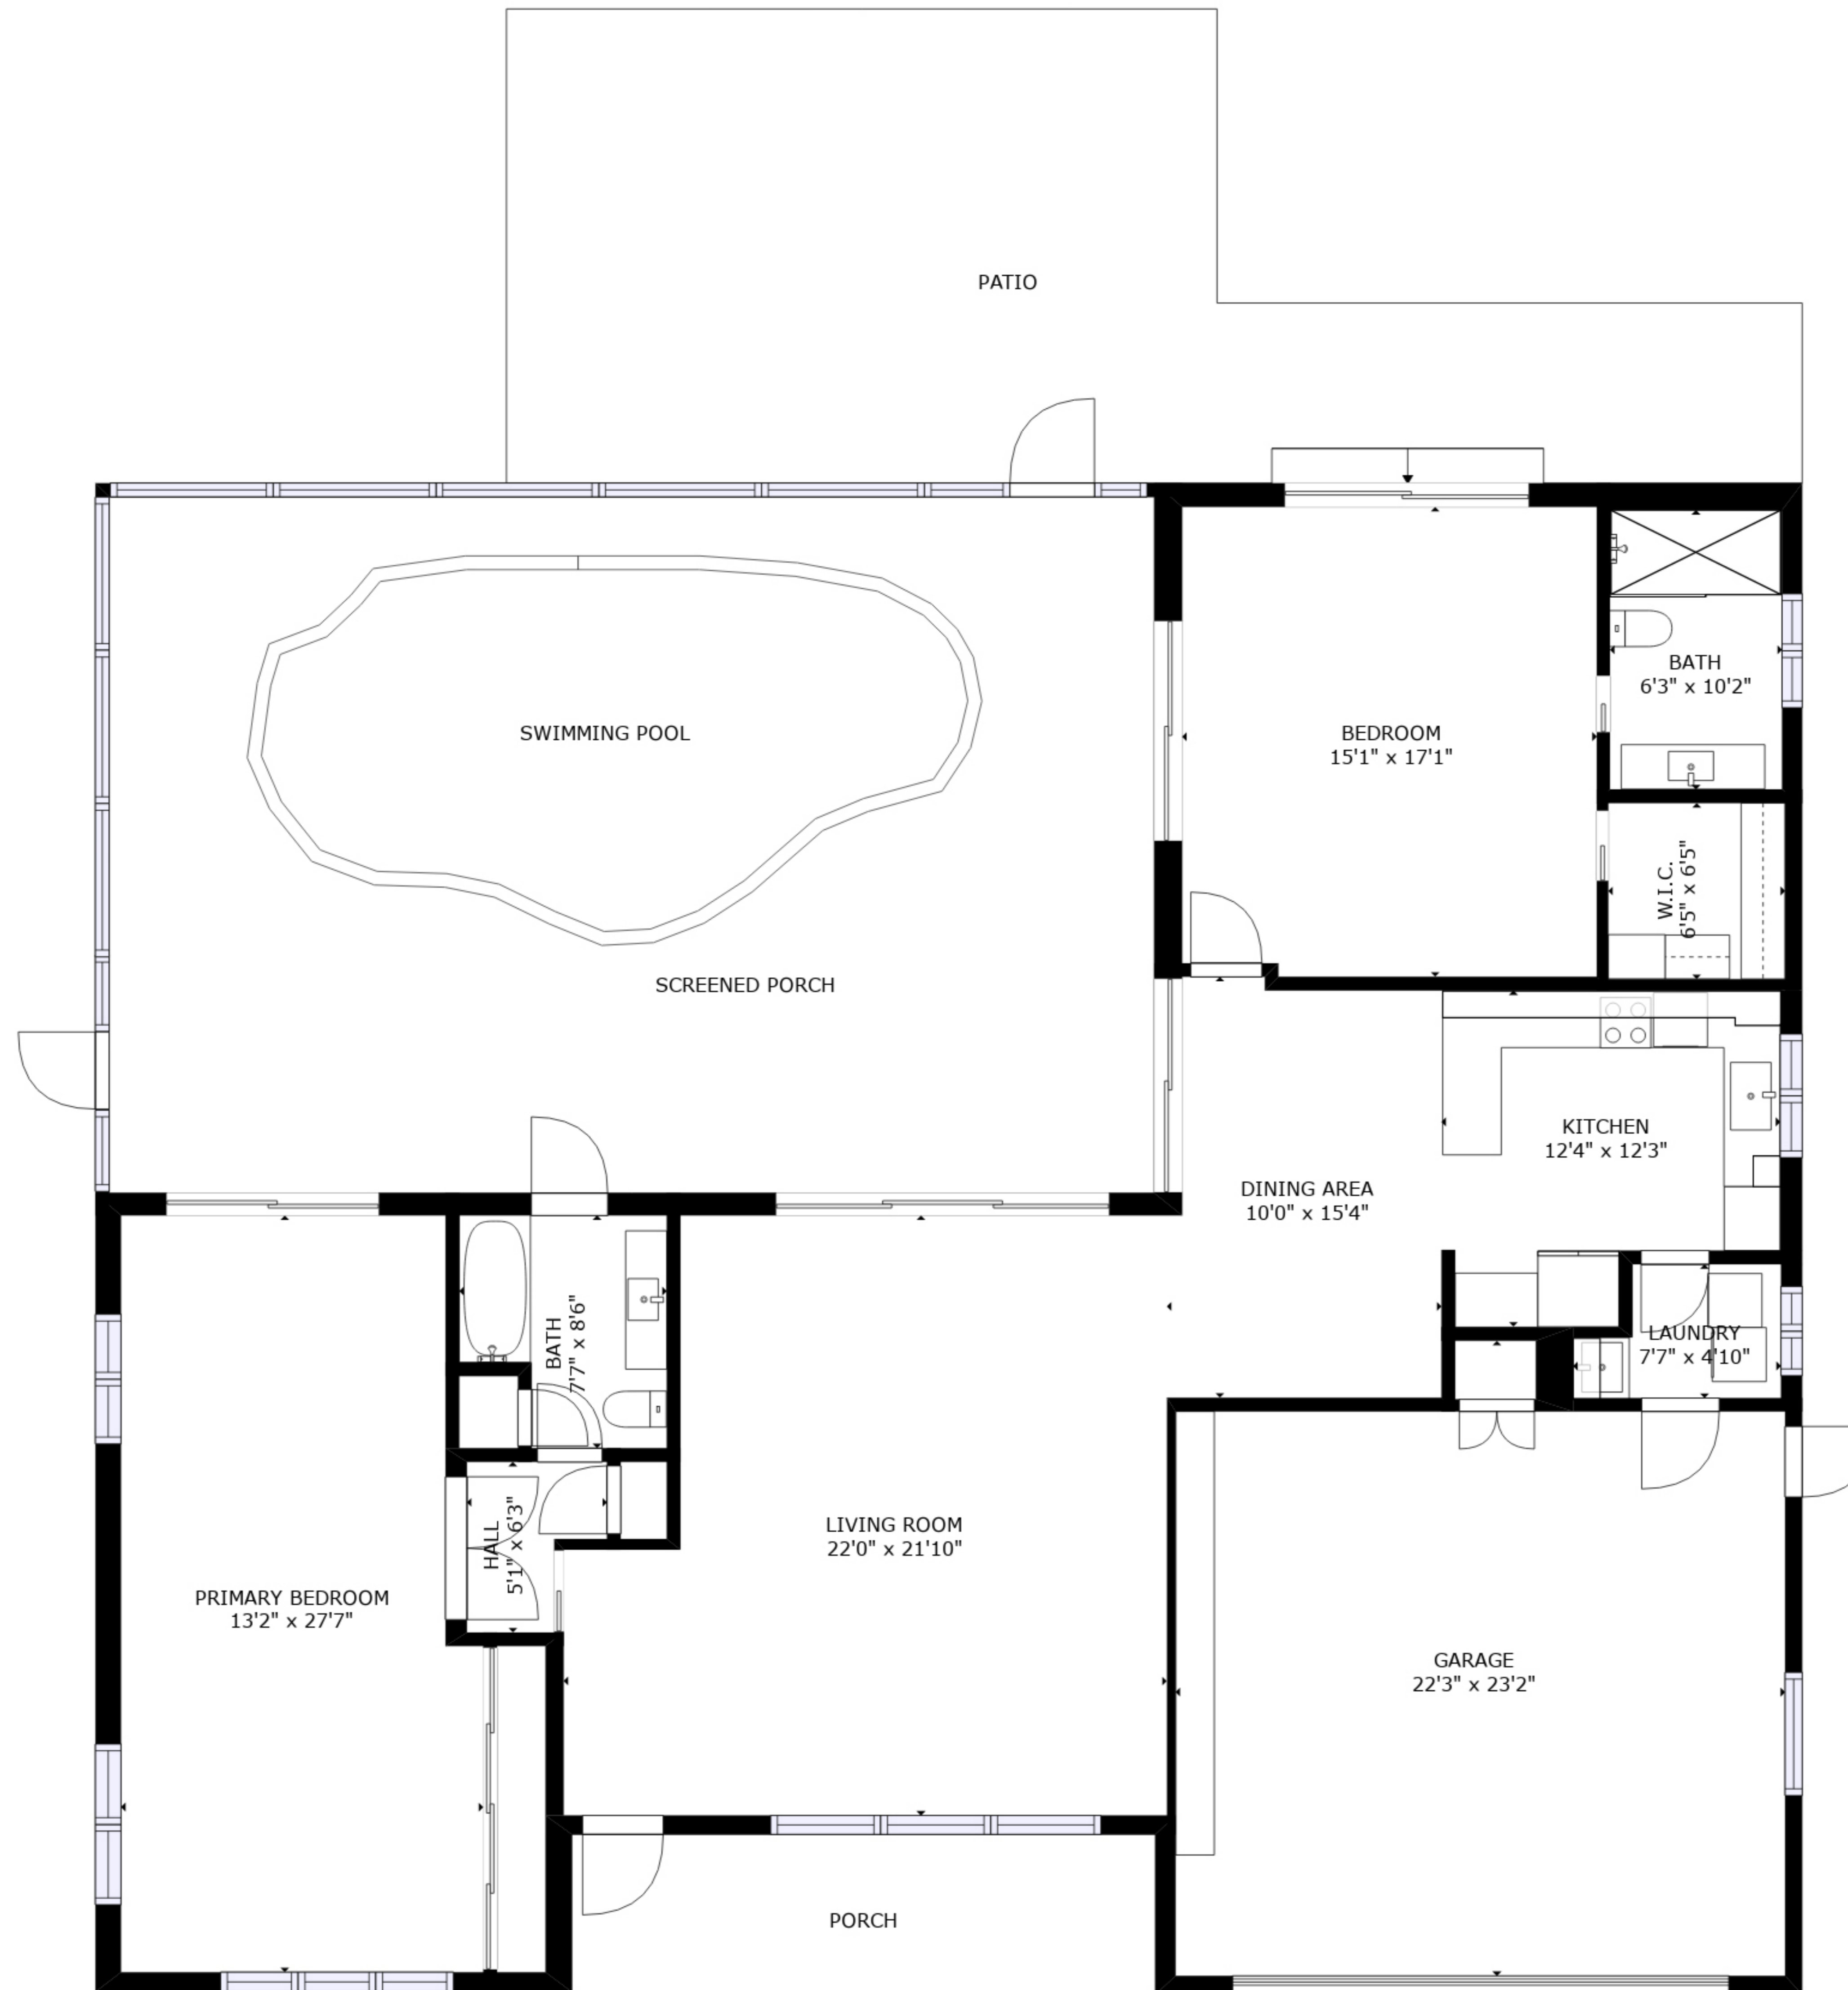 PATIO
SWIMMING POOL
BEDROOM
15'1" x 17'1"
BATH
6'3" x 10'2"
W.I.C.
6'5" x 6'5"
SCREENED PORCH
KITCHEN
12'4" x 12'3"
DINING AREA
10'0" x 15'4"
BATH
7'7" x 8'6"
LAUNDRY
7'7" x 4'10"
HALL
5'1" x 6'3"
LIVING ROOM
22'0" x 21'10"
PRIMARY BEDROOM
13'2" x 27'7"
GARAGE
22'3" x 23'2"
PORCH